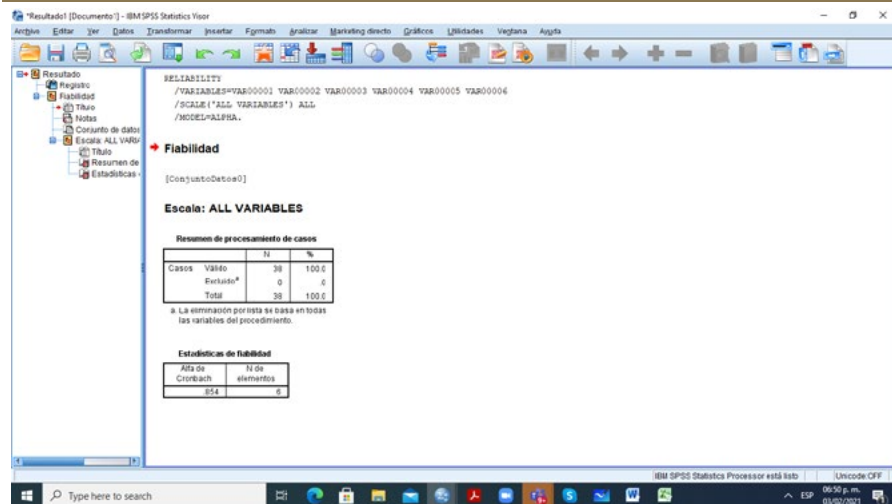 *Resultado1 [Documento1] - IBM SPSS Statistics Visor
Archivo Editar Ver Datos Transformar Insertar Formato Analizar Marketing directo Gráficos Utilidades Ventana Ayuda
Resultado
Registro
Fiabilidad
Título
Notas
Conjunto de datos
Escala: ALL VARIA
Título
Resumen de
Estadísticas
RELIABILITY
/VARIABLES=VAR00001 VAR00002 VAR00003 VAR00004 VAR00005 VAR00006
/SCALE('ALL VARIABLES') ALL
/MODEL=ALPHA.
Fiabilidad
[ConjuntoDatos0]
Escala: ALL VARIABLES
Resumen de procesamiento de casos
N %
Casos Válido 38 100.0
Excluido a 0 .0
Total 38 100.0
a. La eliminación por lista se basa en todas
las variables del procedimiento.
Estadísticas de fiabilidad
Alfa de Cronbach N de elementos
.854 6
IBM SPSS Statistics Processor está listo Unicode:OFF
Type here to search
ESP
06:50 p. m.
03/02/2021